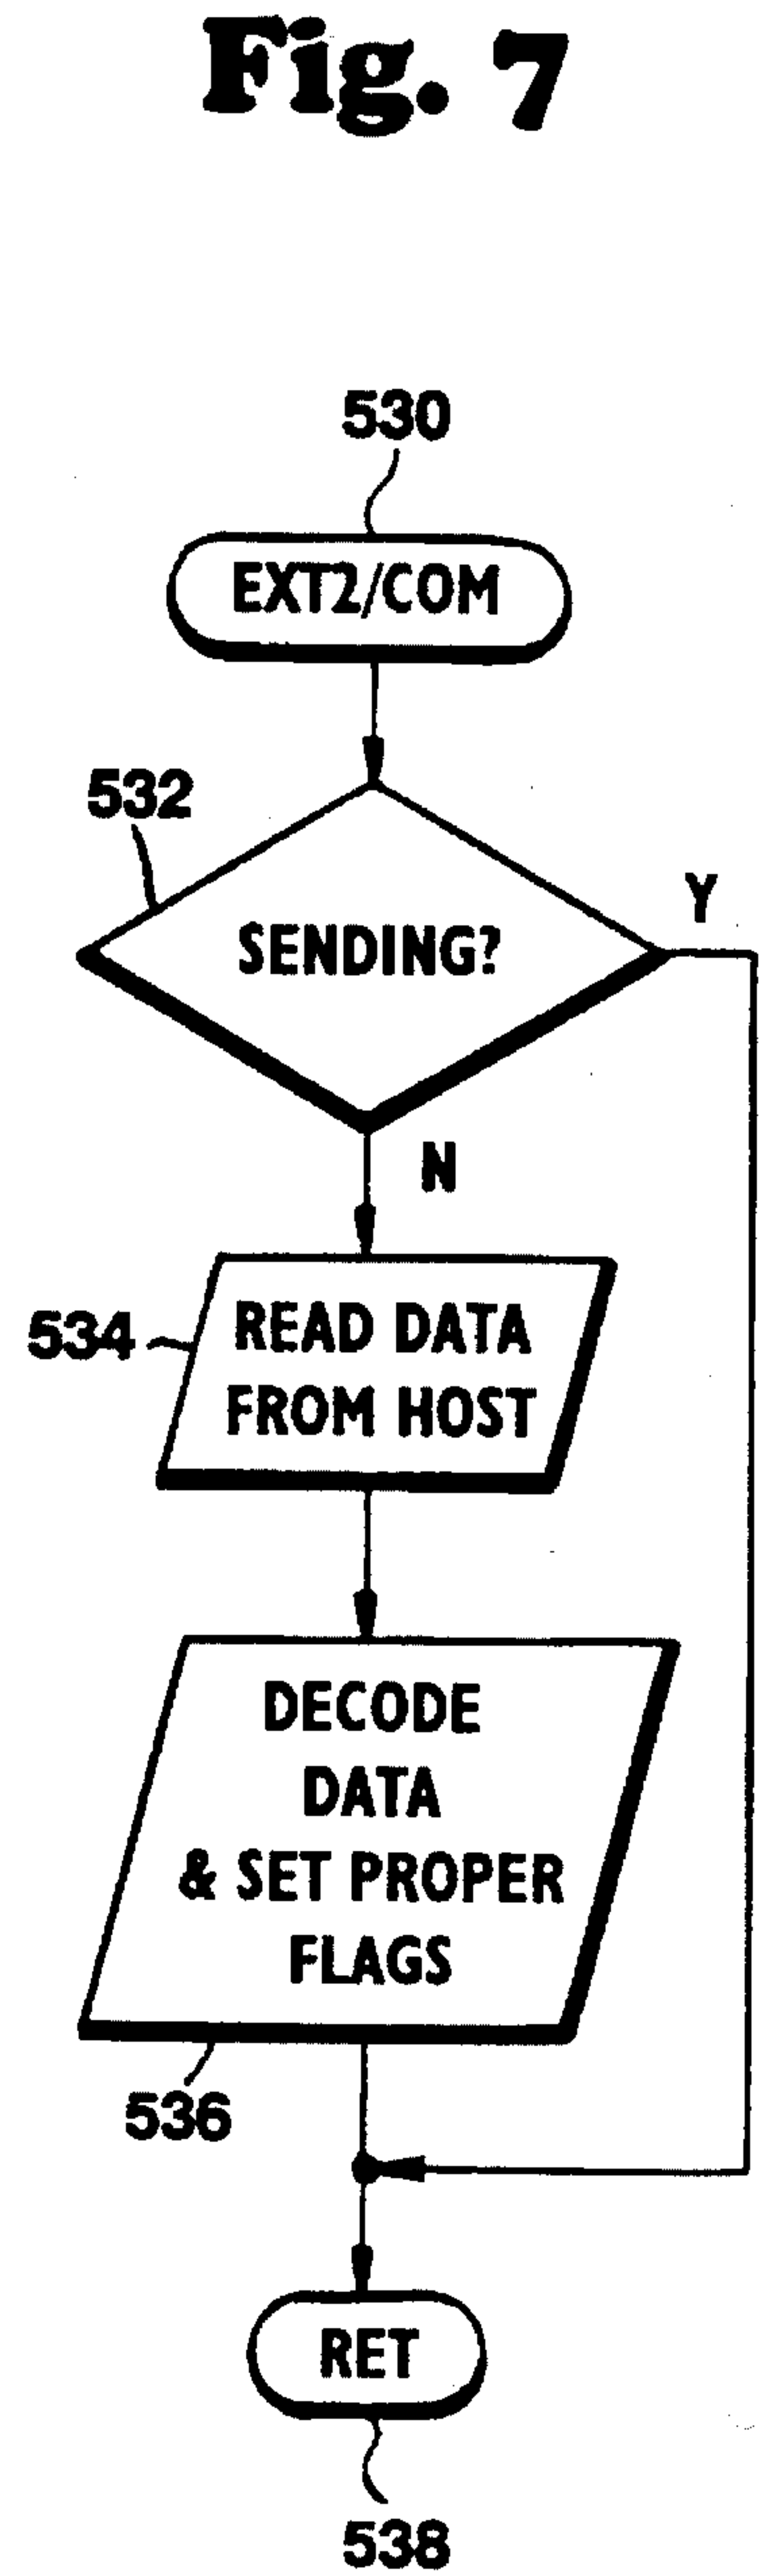 Fig. 7
530
EXT2/COM
532
SENDING?
Y
N
534
READ DATA
FROM HOST
DECODE
DATA
& SET PROPER
FLAGS
536
RET
538